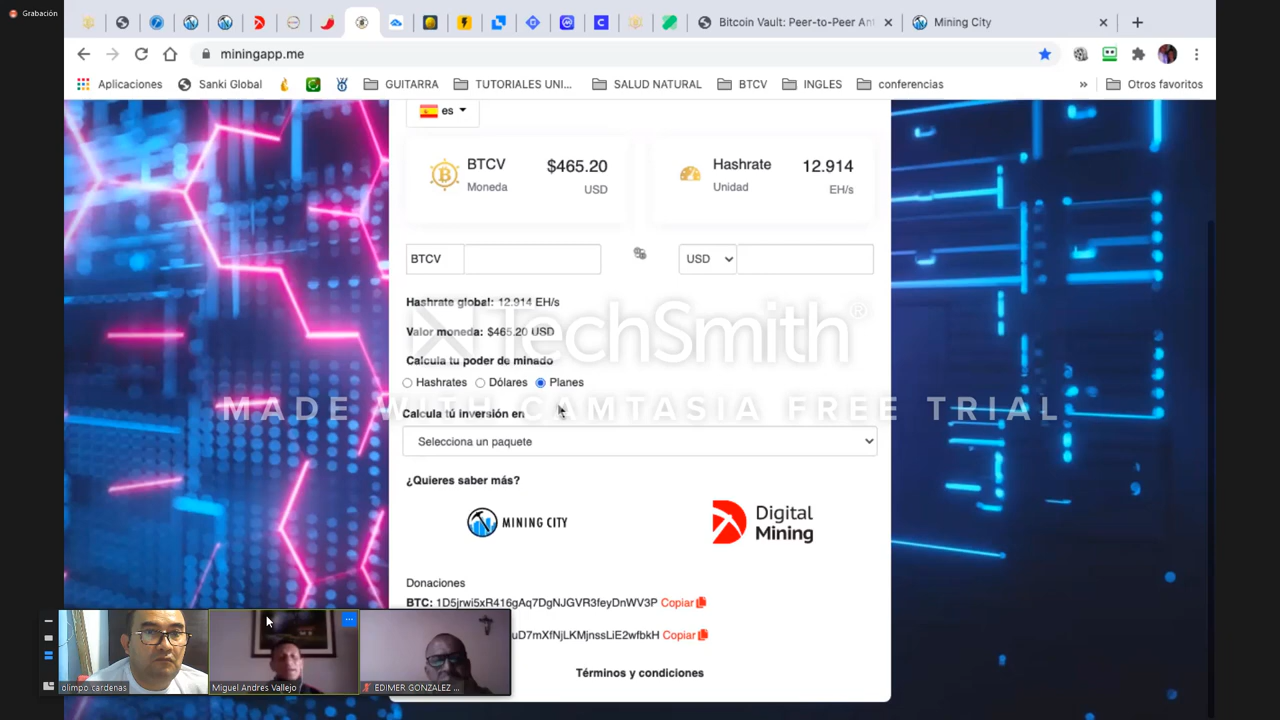 Grabación
Bitcoin Vault: Peer-to-Peer An
Mining City
miningapp.me
Aplicaciones
Sanki Global
GUITARRA
TUTORIALES UNI...
SALUD NATURAL
BTCV
INGLES
conferencias
»
Otros favoritos
es
BTCV
$465.20
Moneda
USD
Hashrate
12.914
Unidad
EH/s
BTCV
USD
Hashrate global: 12.914 EH/s
Valor moneda: $465.20 USD
TechSmith®
Calcula tu poder de minado
Hashrates Dólares Planes
MADE WITH CAMTASIA FREE TRIAL
Calcula tú inversión en
Selecciona un paquete
¿Quieres saber más?
MINING CITY
Digital
Mining
Donaciones
BTC: 1D5jrwi5xR416gAq7DgNJGVR3feyDnWV3P Copiar
uD7mXfNjLKMjnssLiE2wfbkH Copiar
Términos y condiciones
olimpo.cardenas
Miguel Andres Vallejo
EDIMER GONZALEZ ...